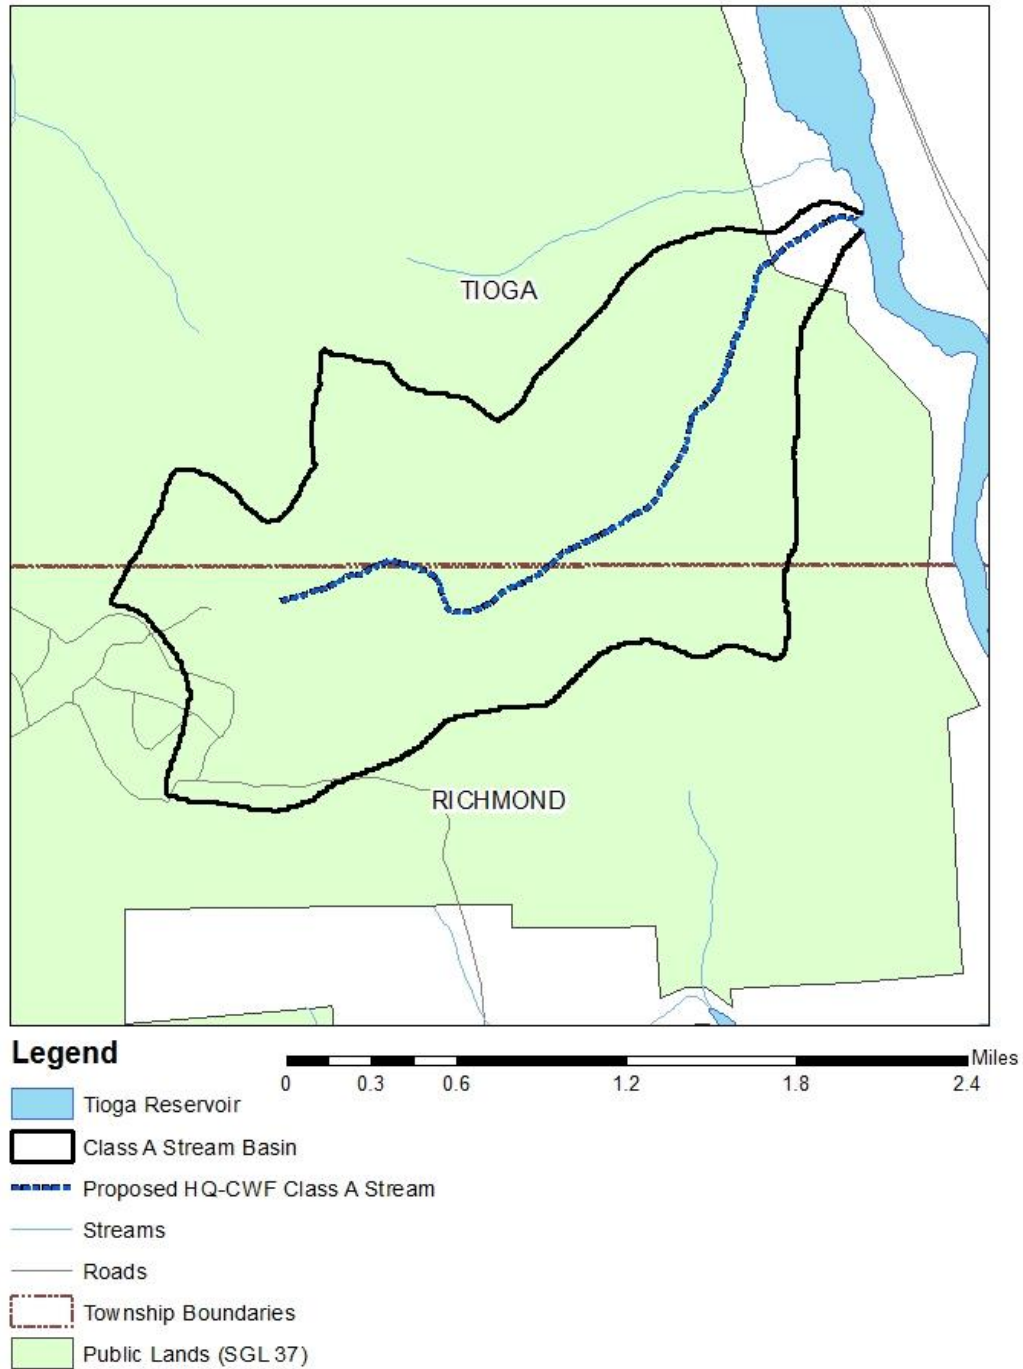 TIOGA
RICHMOND
Legend
Miles
0 0.3 0.6 1.2 1.8 2.4
Tioga Reservoir
Class A Stream Basin
Proposed HQ-CWF Class A Stream
Streams
Roads
Township Boundaries
Public Lands (SGL 37)